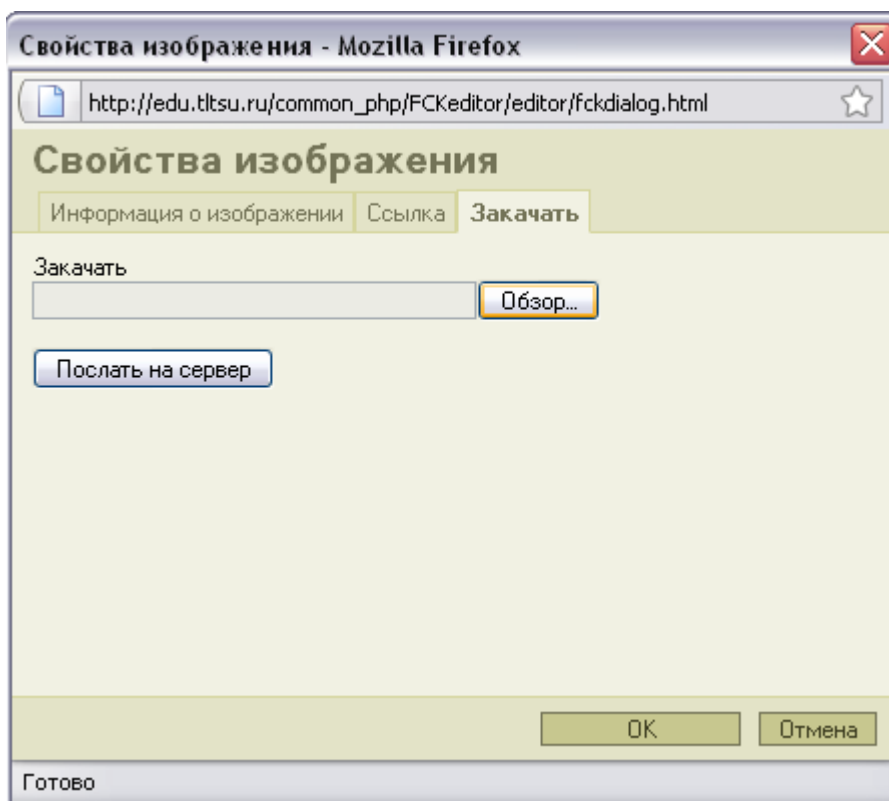 Свойства изображения - Mozilla Firefox
http://edu.tltsu.ru/common_php/FCKeditor/editor/fckdialog.html
Свойства изображения
Информация о изображении Ссылка Закачать
Закачать
Обзор...
Послать на сервер
OK Отмена
Готово